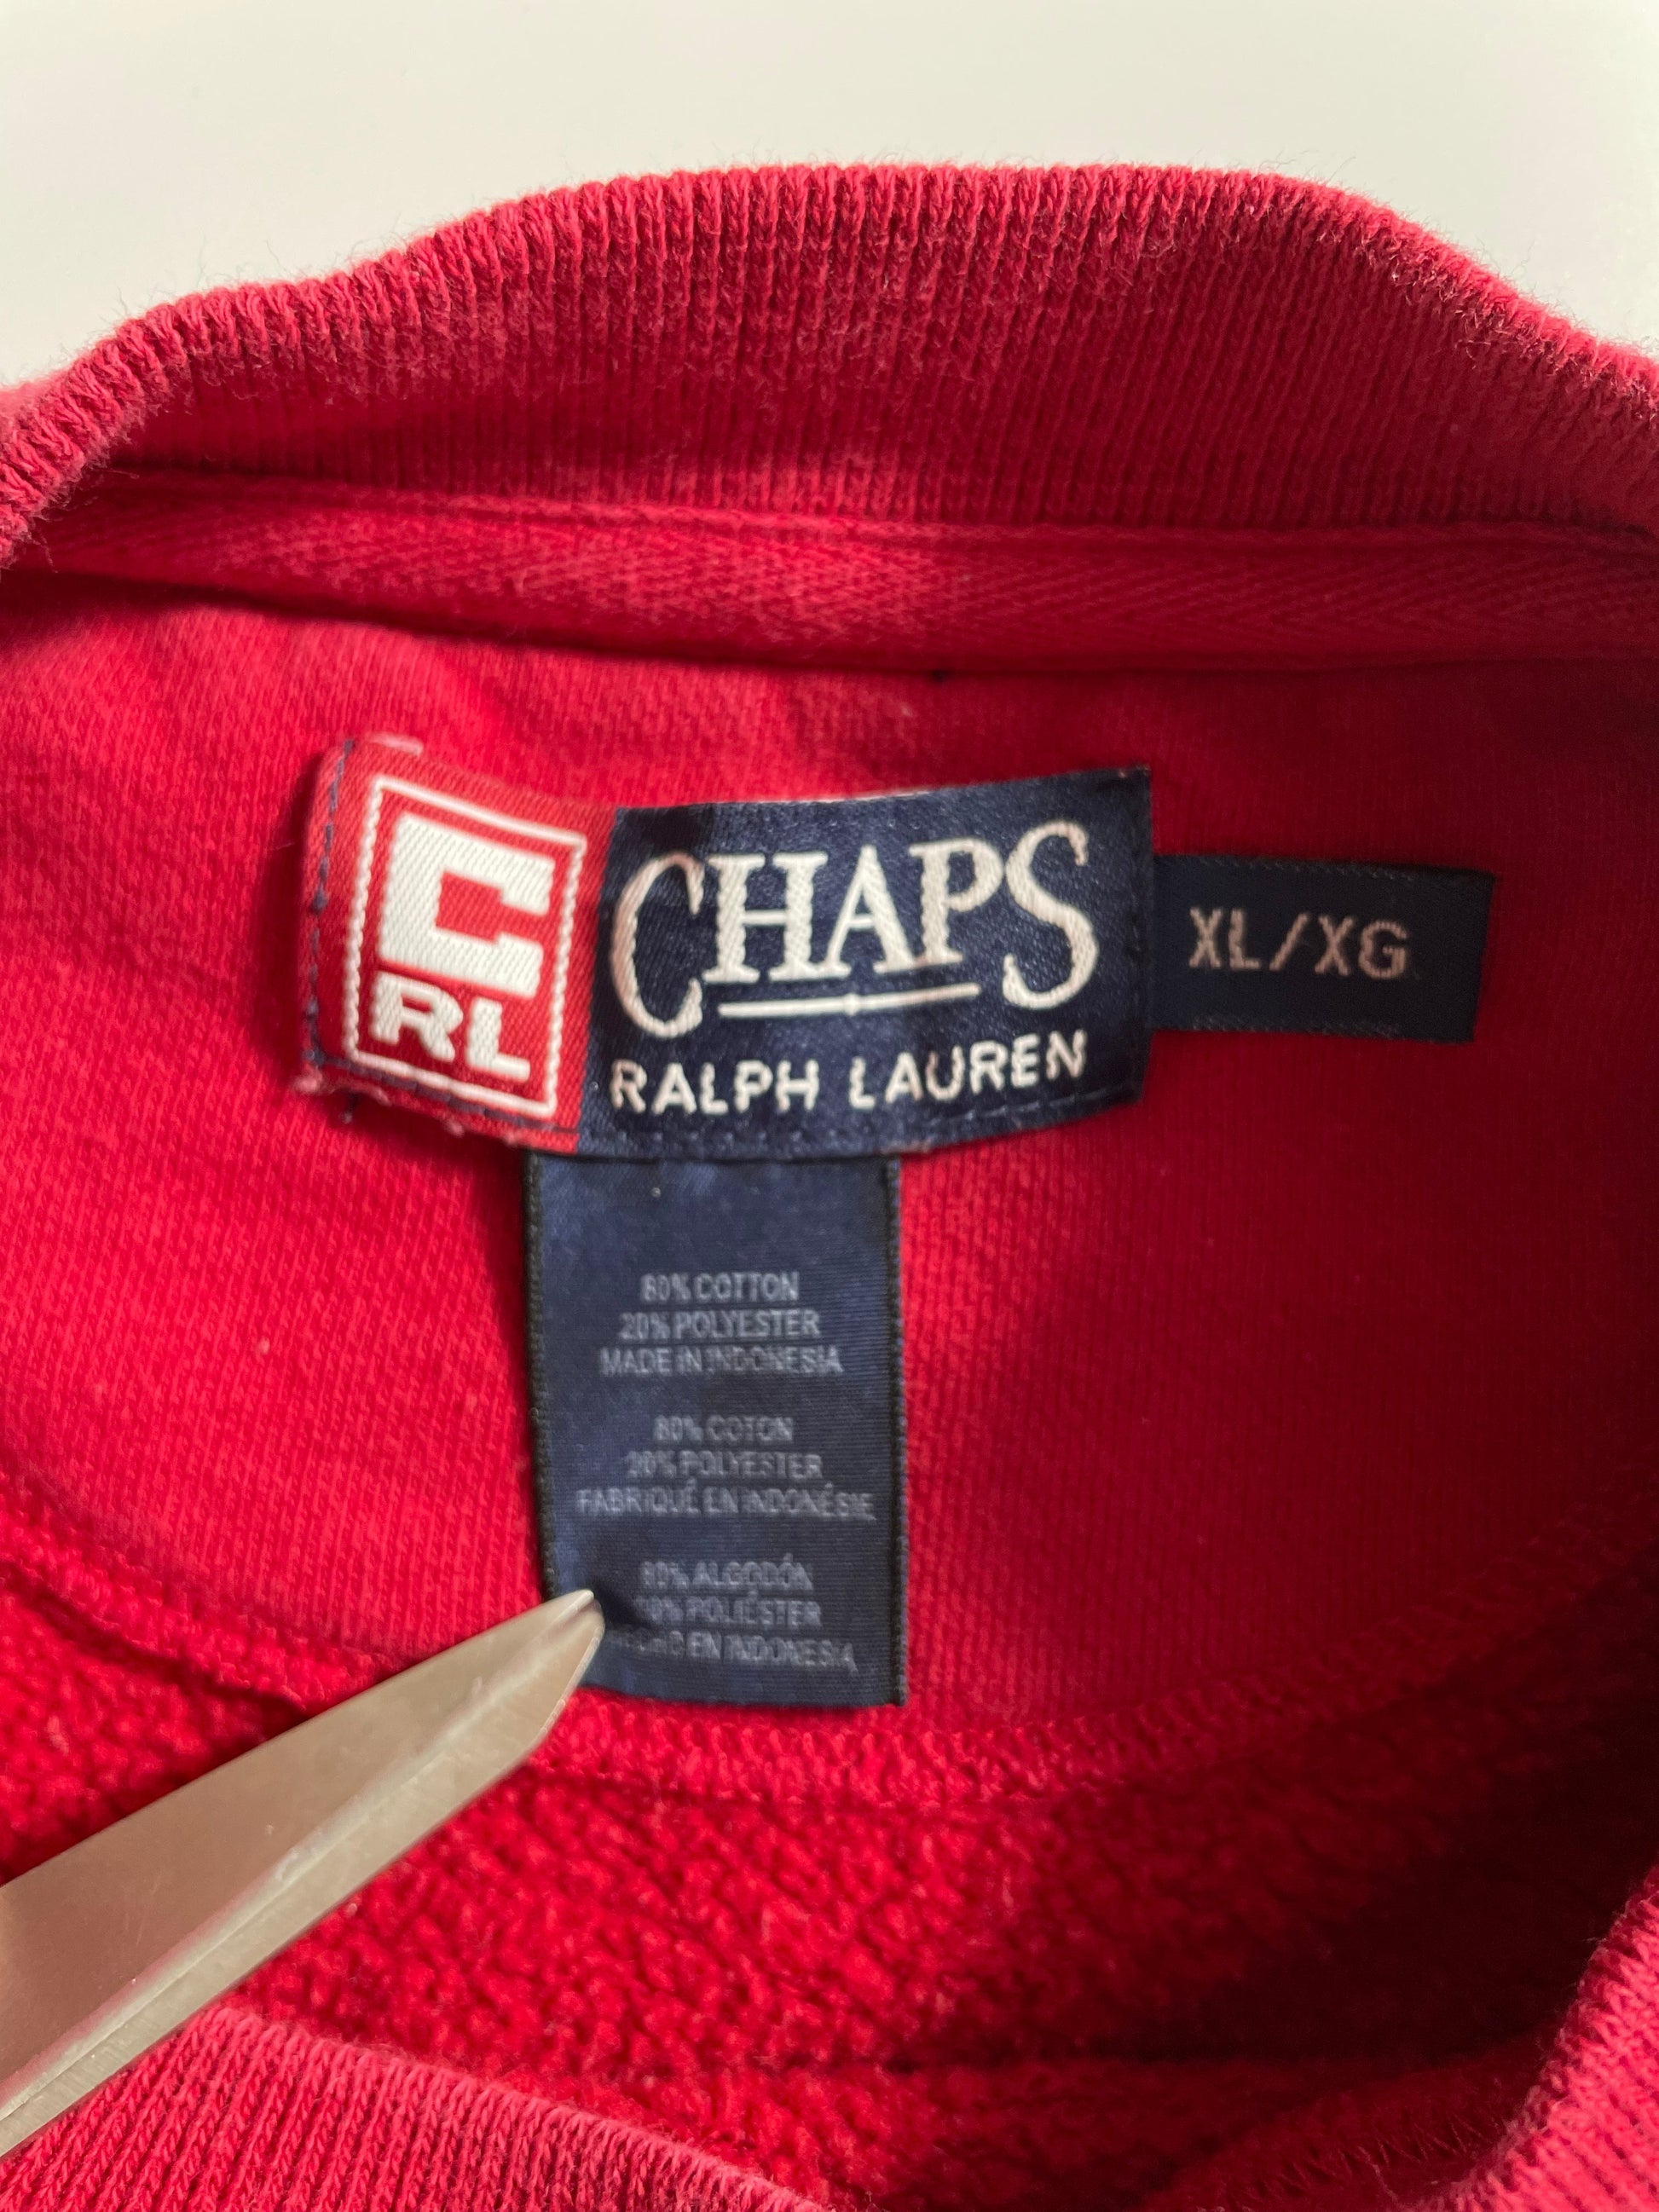 C
RL
CHAPS
RALPH LAUREN
XL/XG
80% COTTON
20% POLYESTER
MADE IN INDONESIA
80% COTON
20% POLYESTER
FABRIQUÉ EN INDONÉSIE
80% ALGODÓN
POLIÉSTER
EN INDONESIA